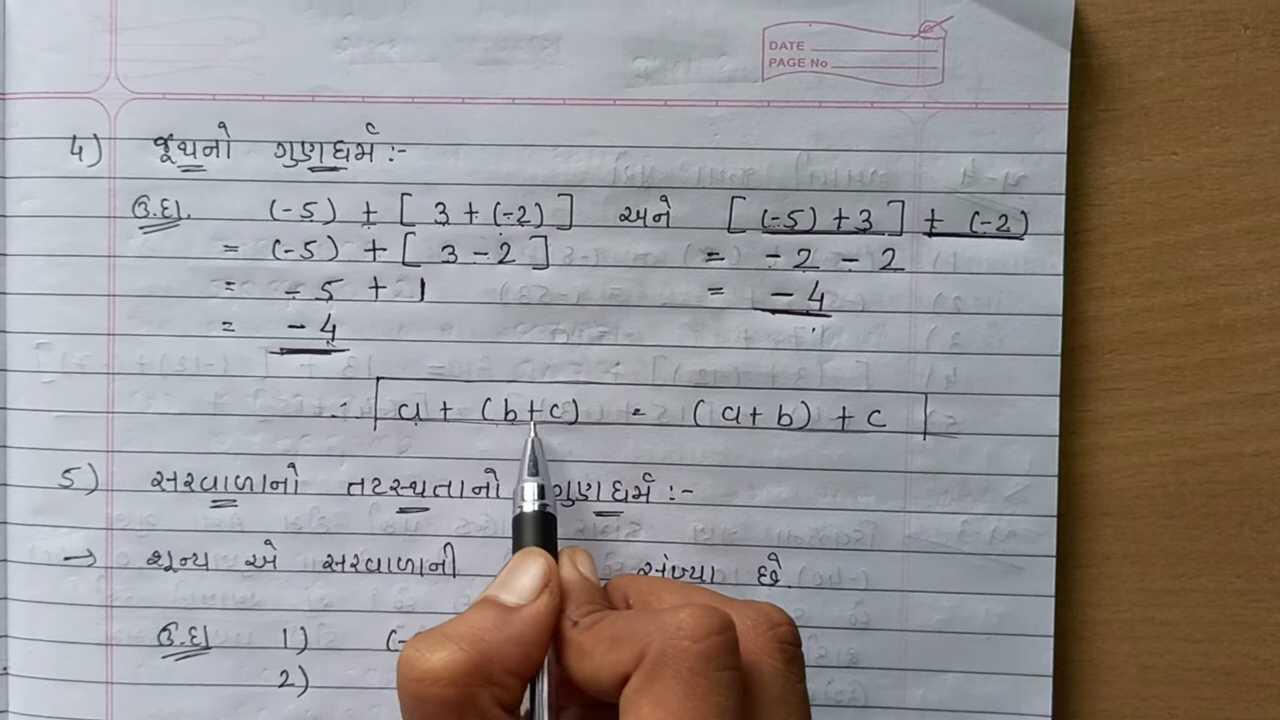 DATE
PAGE No
4) જૂથનો ગુણધર્મ :-
ઉ.દા. (-5) + [ 3 + (-2) ] અને [ (-5) + 3 ] + (-2)
= (-5) + [ 3 - 2 ] = - 2 - 2
= - 5 + 1 = - 4
= - 4
∴ a + (b+c) = (a+b) + c
5) સરવાળાનો તટસ્થતાનો ગુણધર્મ :-
→ શૂન્ય એ સરવાળાની સંખ્યા છે
ઉ.દા 1) (-
2)